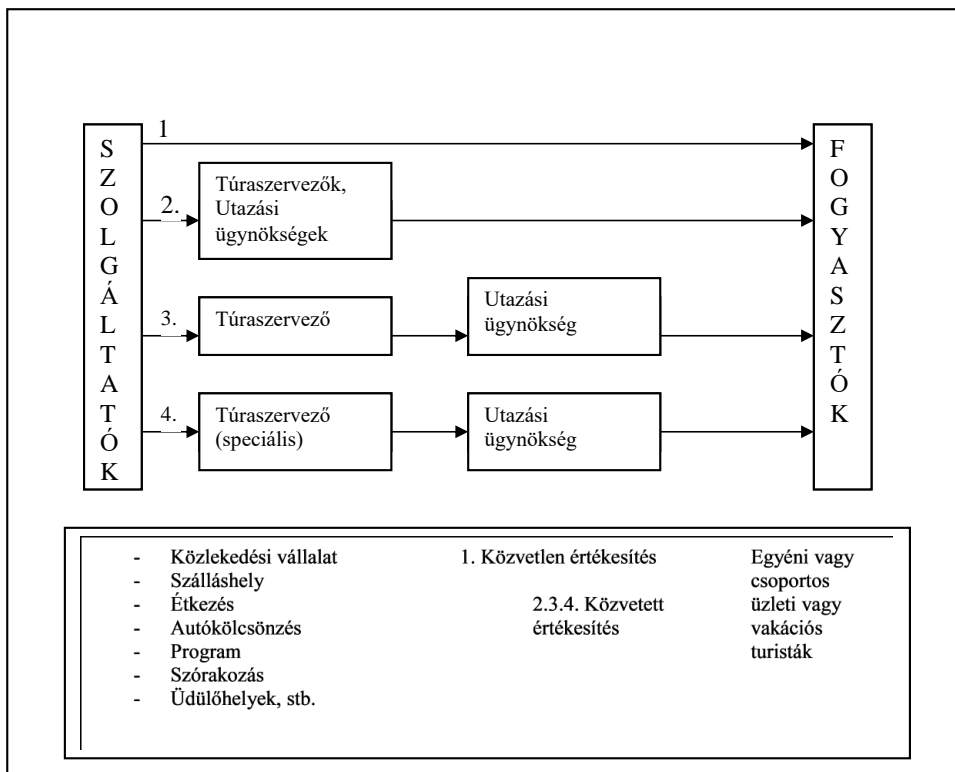 SZOLGÁLTATÓK
1
2.
Túraszervezők,
Utazási
ügynökségek
3.
Túraszervező
Utazási
ügynökség
4.
Túraszervező
(speciális)
Utazási
ügynökség
FOGYASZTÓK
- Közlekedési vállalat
- Szálláshely
- Étkezés
- Autókölcsönzés
- Program
- Szórakozás
- Üdülőhelyek, stb.
1. Közvetlen értékesítés
2.3.4. Közvetett
értékesítés
Egyéni vagy
csoportos
üzleti vagy
vakációs
turisták